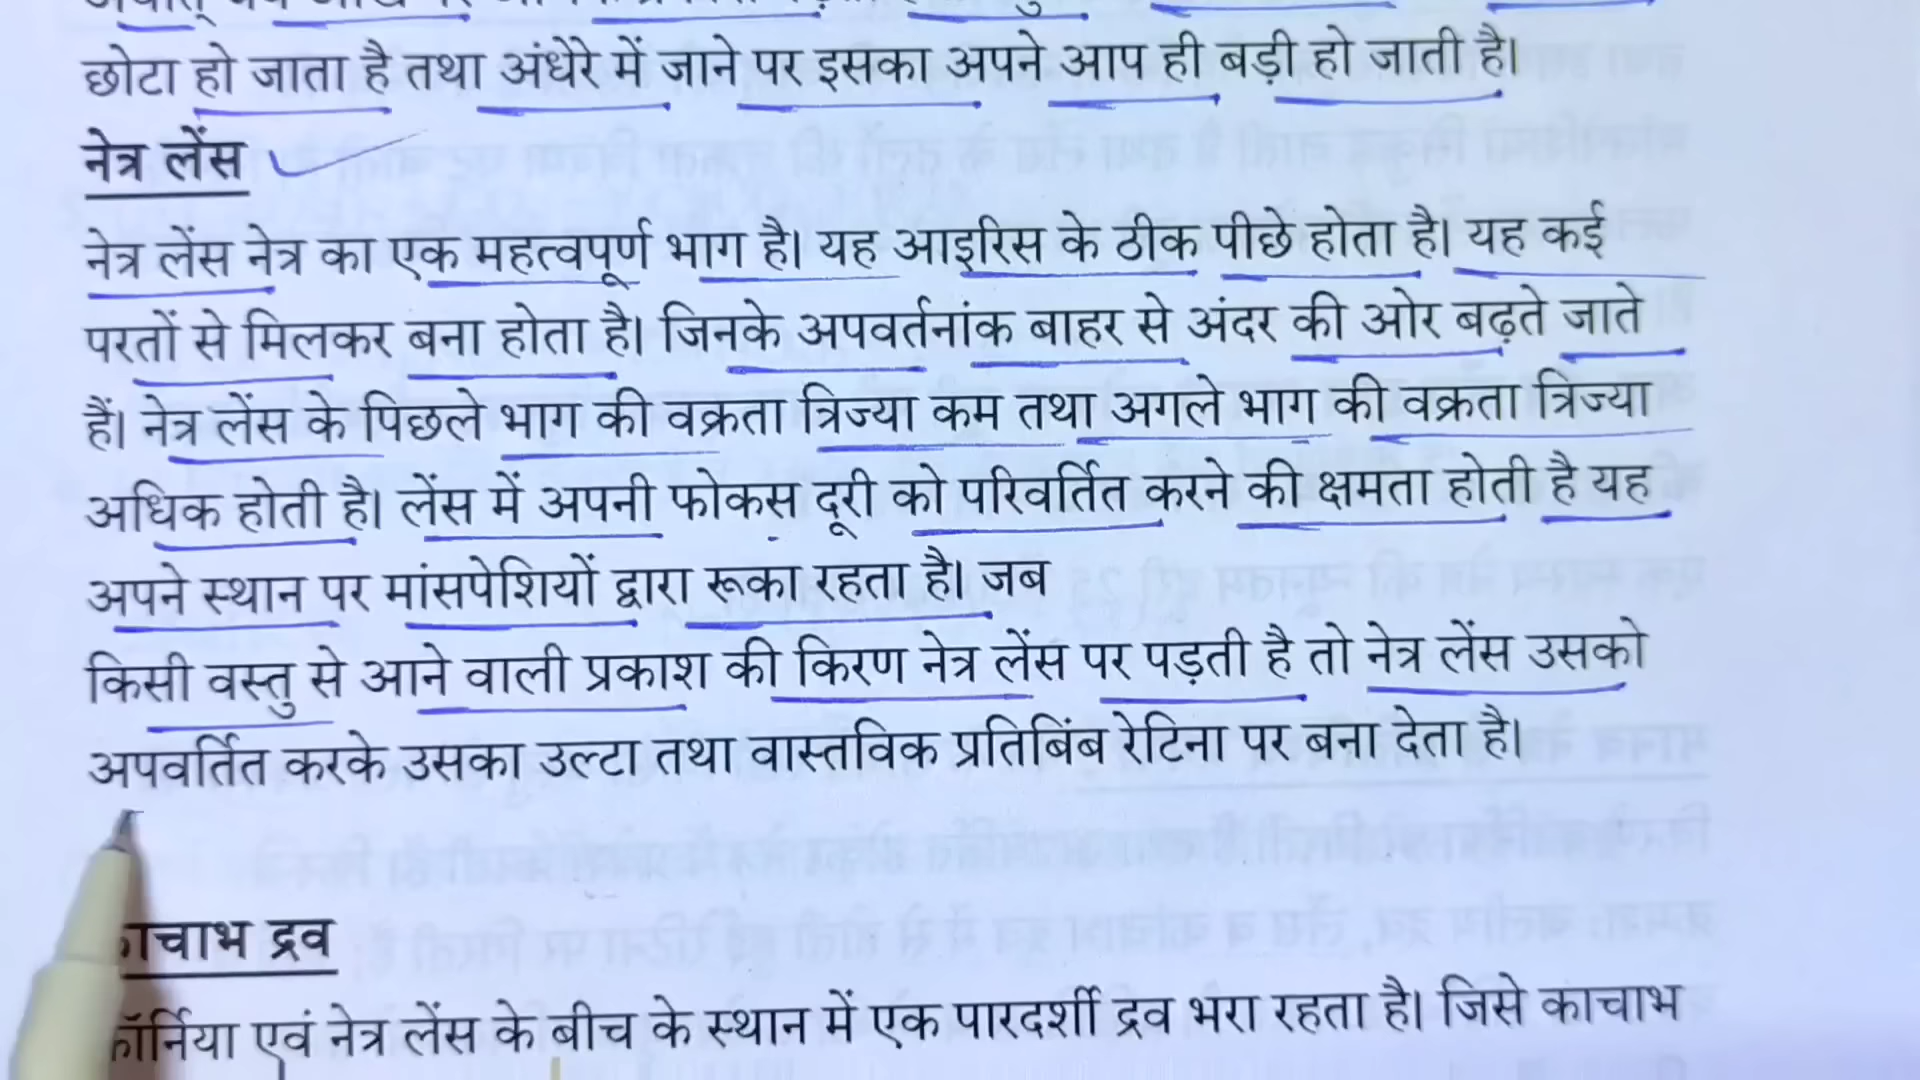 छोटा हो जाता है तथा अंधेरे में जाने पर इसका अपने आप ही बड़ी हो जाती है।
नेत्र लेंस
नेत्र लेंस नेत्र का एक महत्वपूर्ण भाग है। यह आइरिस के ठीक पीछे होता है। यह कई
परतों से मिलकर बना होता है। जिनके अपवर्तनांक बाहर से अंदर की ओर बढ़ते जाते
हैं। नेत्र लेंस के पिछले भाग की वक्रता त्रिज्या कम तथा अगले भाग की वक्रता त्रिज्या
अधिक होती है। लेंस में अपनी फोकस दूरी को परिवर्तित करने की क्षमता होती है यह
अपने स्थान पर मांसपेशियों द्वारा रूका रहता है। जब
किसी वस्तु से आने वाली प्रकाश की किरण नेत्र लेंस पर पड़ती है तो नेत्र लेंस उसको
अपवर्तित करके उसका उल्टा तथा वास्तविक प्रतिबिंब रेटिना पर बना देता है।
काचाभ द्रव
कॉर्निया एवं नेत्र लेंस के बीच के स्थान में एक पारदर्शी द्रव भरा रहता है। जिसे काचाभ